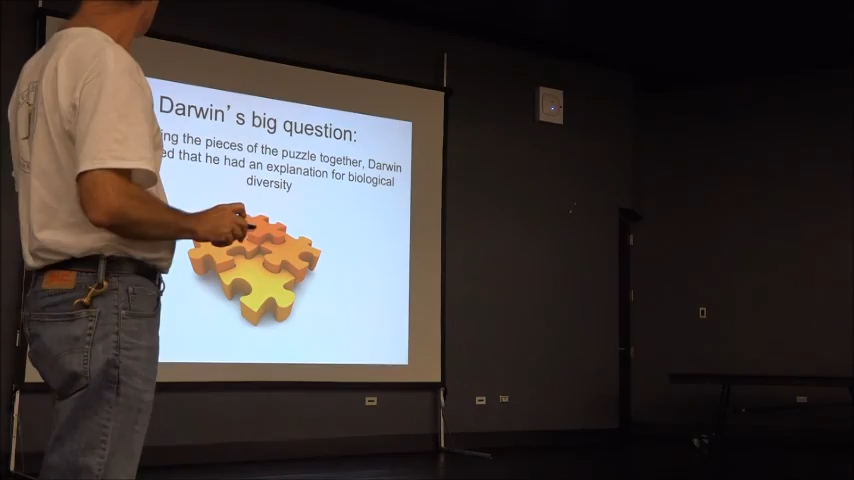 Darwin's big question:
the pieces of the puzzle together, Darwin
that he had an explanation for biological
diversity